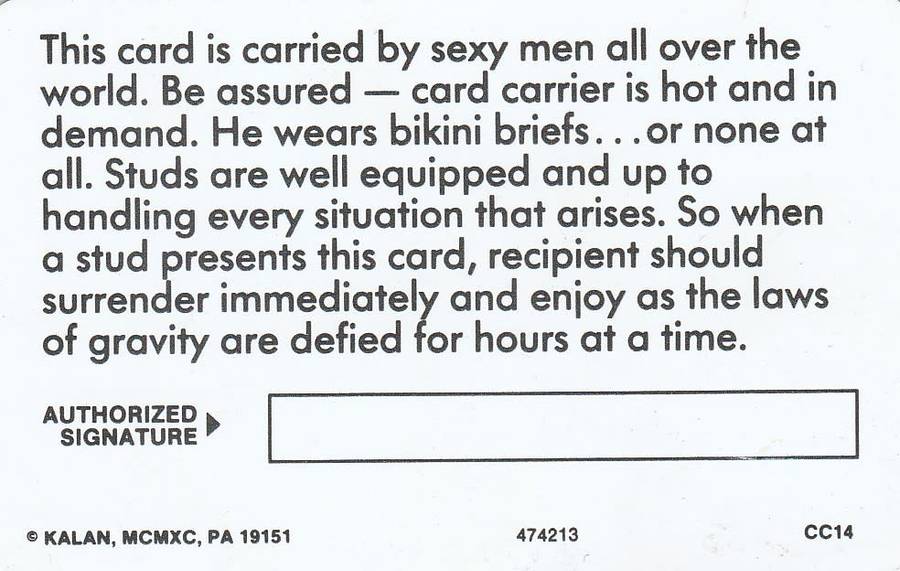 This card is carried by sexy men all over the
world. Be assured — card carrier is hot and in
demand. He wears bikini briefs...or none at
all. Studs are well equipped and up to
handling every situation that arises. So when
a stud presents this card, recipient should
surrender immediately and enjoy as the laws
of gravity are defied for hours at a time.
AUTHORIZED
SIGNATURE
© KALAN, MCMXC, PA 19151 474213 CC14